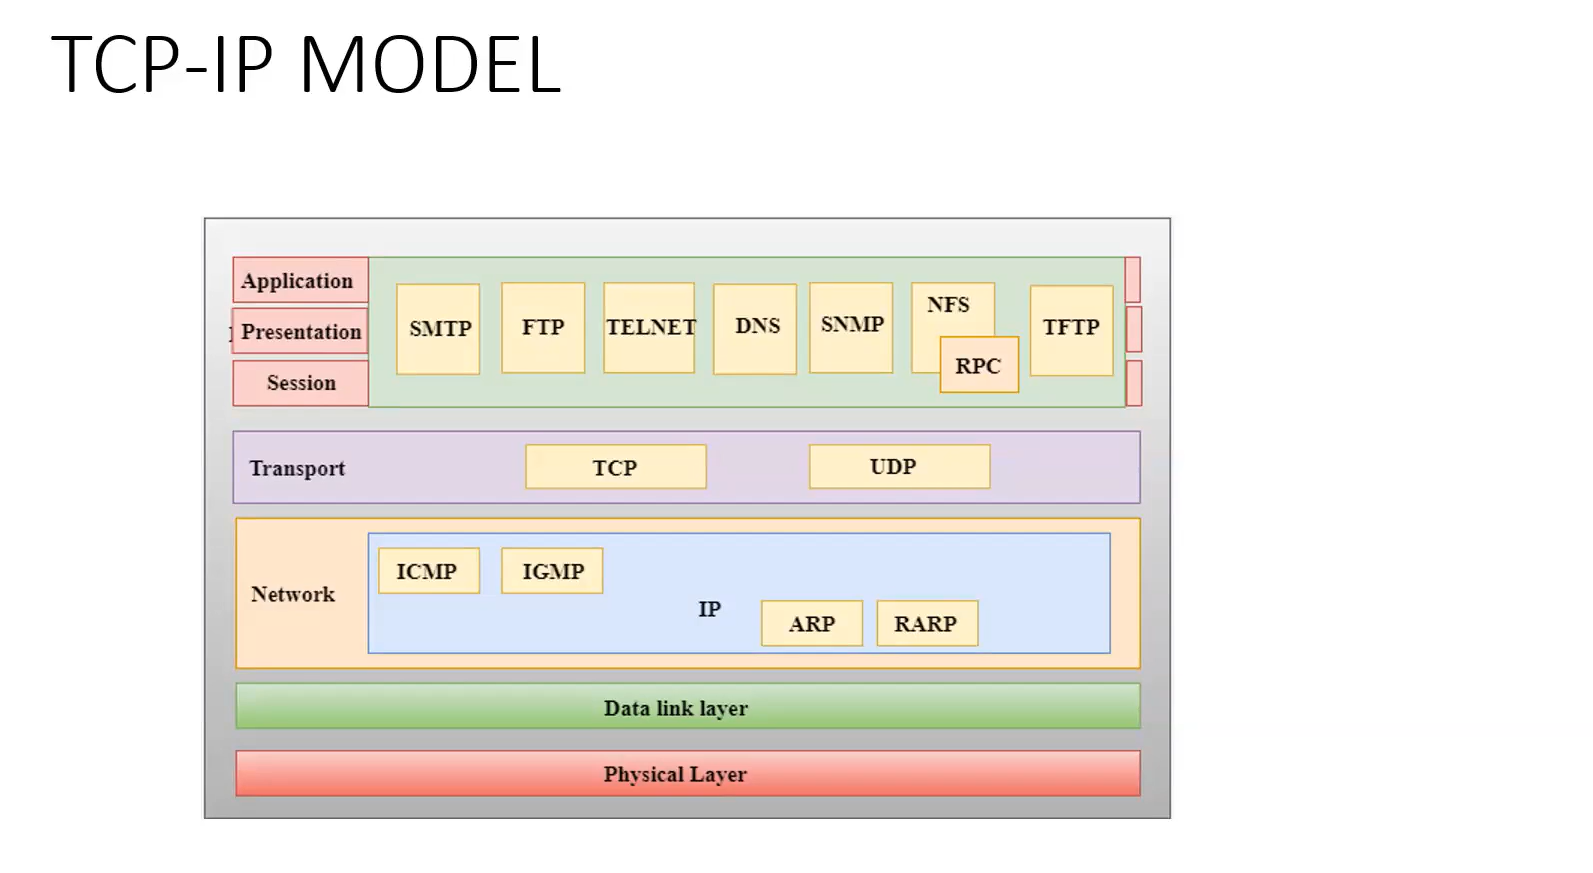 TCP-IP MODEL
Application
Presentation
Session
SMTP
FTP
TELNET
DNS
SNMP
NFS
RPC
TFTP
Transport
TCP
UDP
Network
ICMP
IGMP
IP
ARP
RARP
Data link layer
Physical Layer